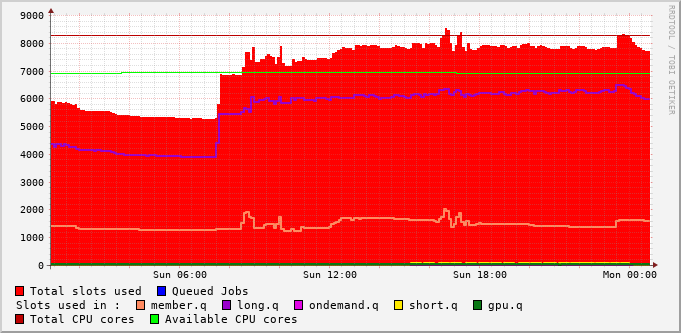 RRDTOOL / TOBI OETIKER
9000
8000
7000
6000
5000
4000
3000
2000
1000
0
Sun 06:00 Sun 12:00 Sun 18:00 Mon 00:00
Total slots used Queued Jobs
Slots used in : member.q long.q ondemand.q short.q gpu.q
Total CPU cores Available CPU cores